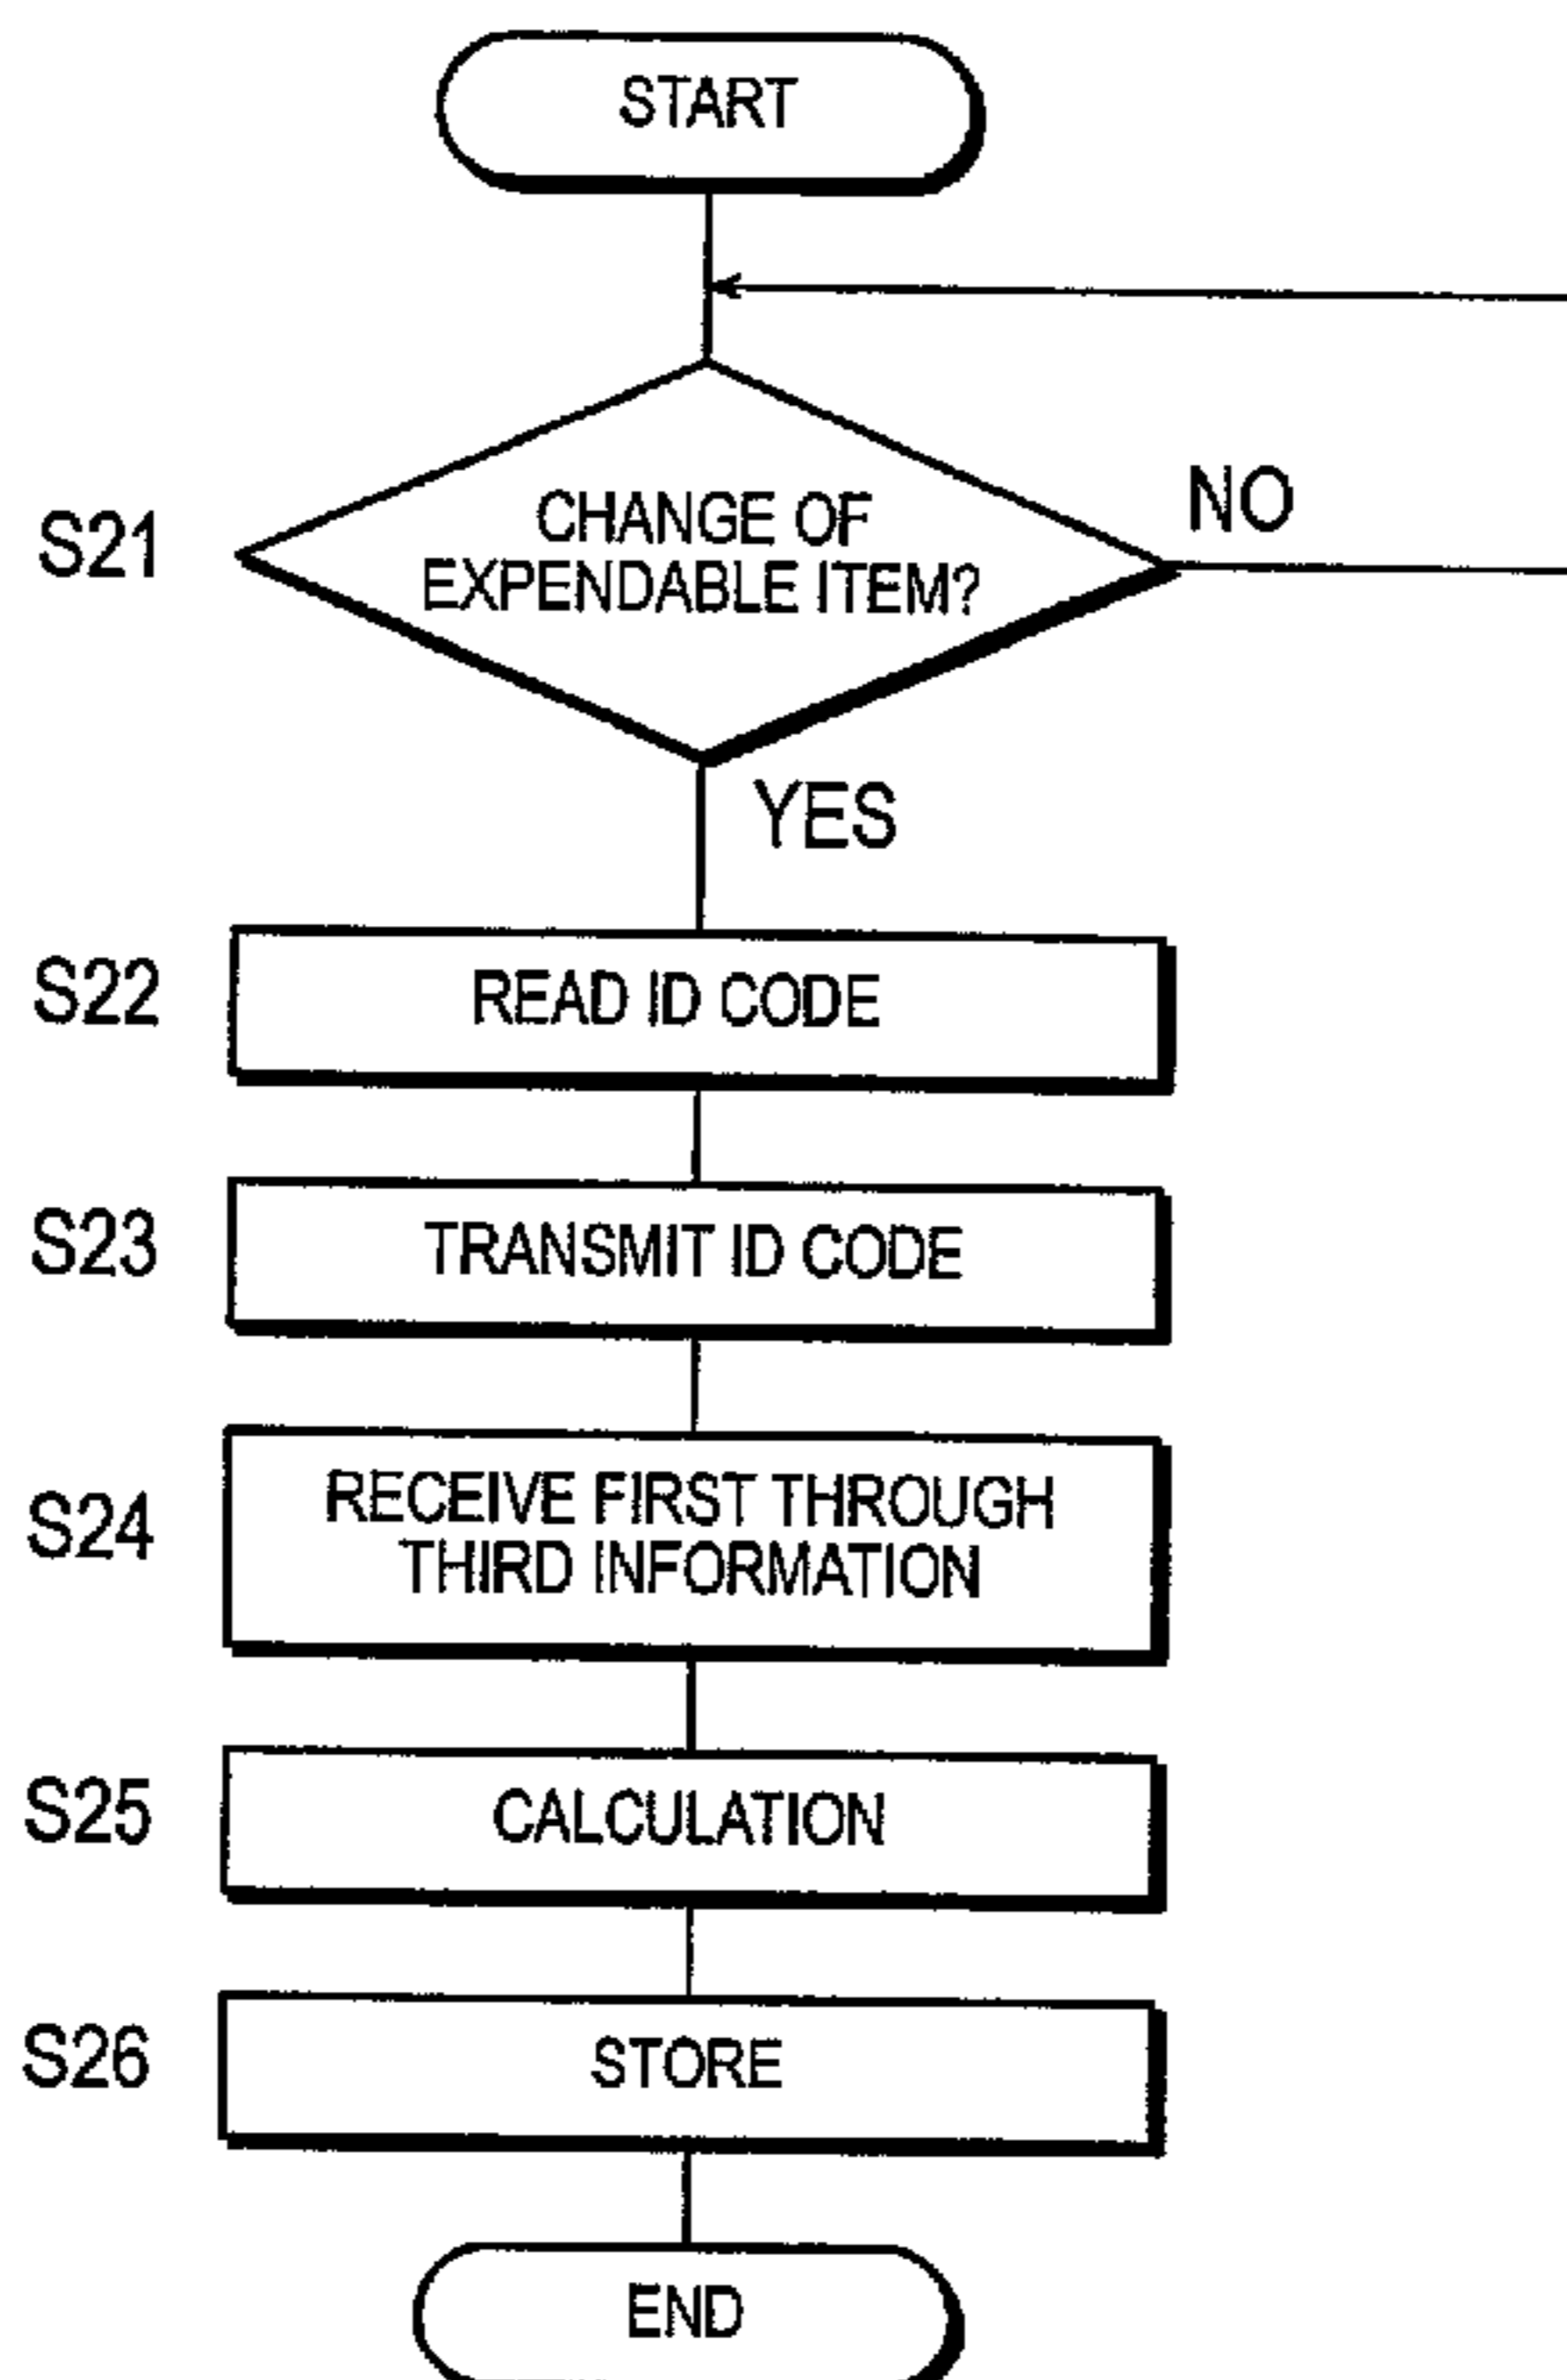 START
CHANGE OF
EXPENDABLE ITEM?
S21
NO
YES
S22
READ ID CODE
S23
TRANSMIT ID CODE
S24
RECEIVE FIRST THROUGH
THIRD INFORMATION
S25
CALCULATION
S26
STORE
END